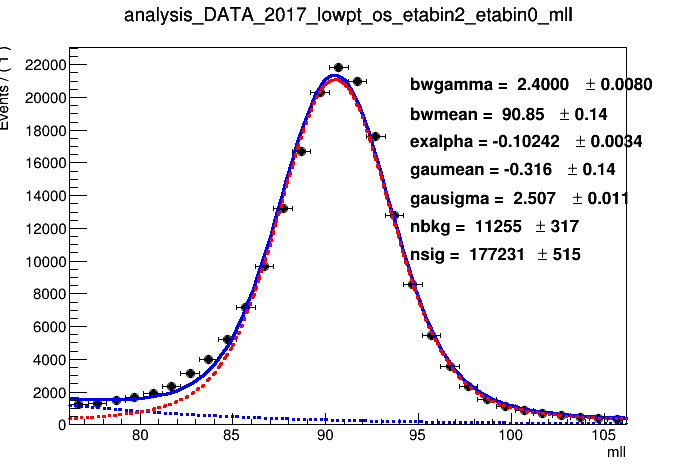 analysis_DATA_2017_lowpt_os_etabin2_etabin0_mll
Events / ( 1 )
22000
20000
18000
16000
14000
12000
10000
8000
6000
4000
2000
0
bwgamma = 2.4000 ± 0.0080
bwmean = 90.85 ± 0.14
exalpha = -0.10242 ± 0.0034
gaumean = -0.316 ± 0.14
gausigma = 2.507 ± 0.011
nbkg = 11255 ± 317
nsig = 177231 ± 515
80 85 90 95 100 105
mll